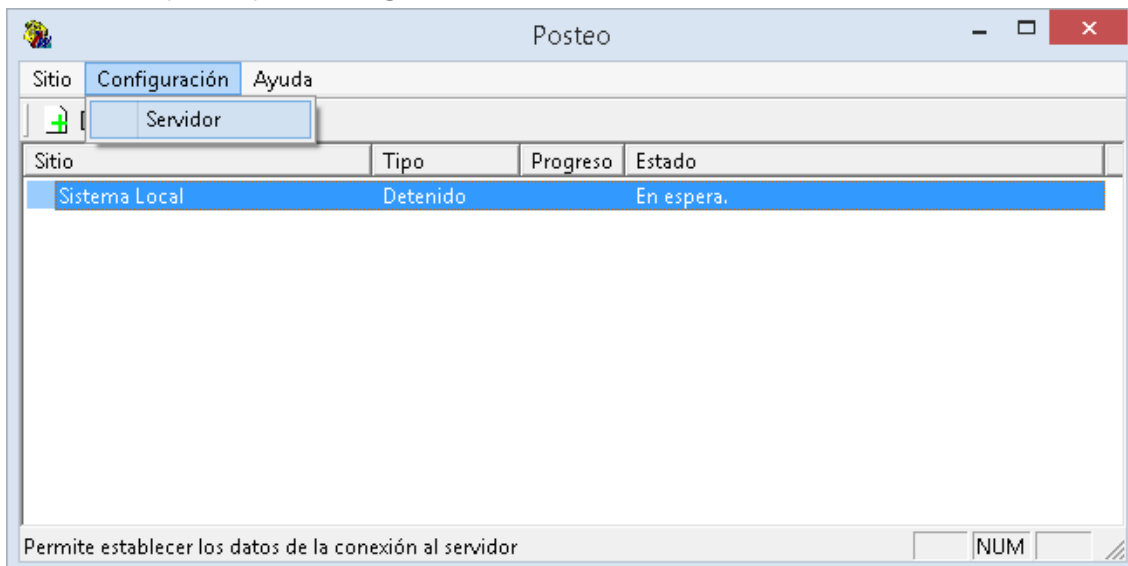 Posteo
Sitio Configuración Ayuda
Servidor
Sitio Tipo Progreso Estado
Sistema Local Detenido En espera.
Permite establecer los datos de la conexión al servidor NUM